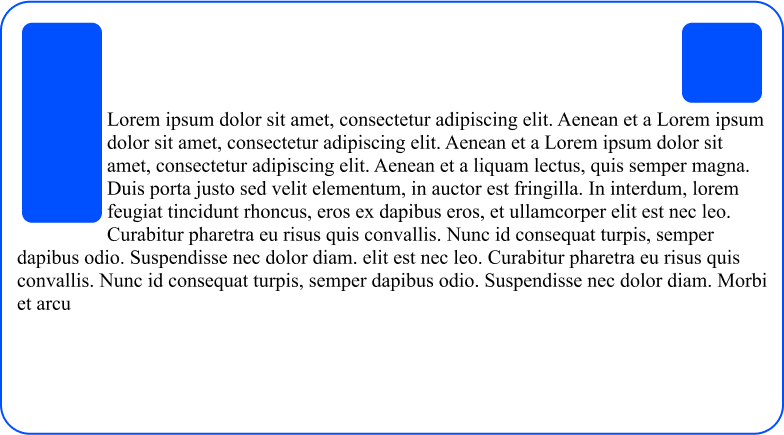 Lorem ipsum dolor sit amet, consectetur adipiscing elit. Aenean et a Lorem ipsum
dolor sit amet, consectetur adipiscing elit. Aenean et a Lorem ipsum dolor sit
amet, consectetur adipiscing elit. Aenean et a liquam lectus, quis semper magna.
Duis porta justo sed velit elementum, in auctor est fringilla. In interdum, lorem
feugiat tincidunt rhoncus, eros ex dapibus eros, et ullamcorper elit est nec leo.
Curabitur pharetra eu risus quis convallis. Nunc id consequat turpis, semper
dapibus odio. Suspendisse nec dolor diam. elit est nec leo. Curabitur pharetra eu risus quis
convallis. Nunc id consequat turpis, semper dapibus odio. Suspendisse nec dolor diam. Morbi
et arcu